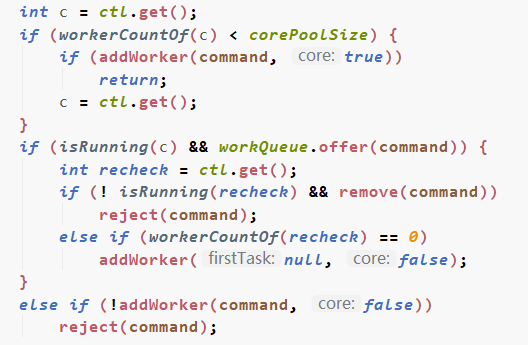 int c = ctl.get();
if (workerCountOf(c) < corePoolSize) {
    if (addWorker(command, core: true))
        return;
    c = ctl.get();
}
if (isRunning(c) && workQueue.offer(command)) {
    int recheck = ctl.get();
    if (! isRunning(recheck) && remove(command))
        reject(command);
    else if (workerCountOf(recheck) == 0)
        addWorker( firstTask: null, core: false);
}
else if (!addWorker(command, core: false))
    reject(command);